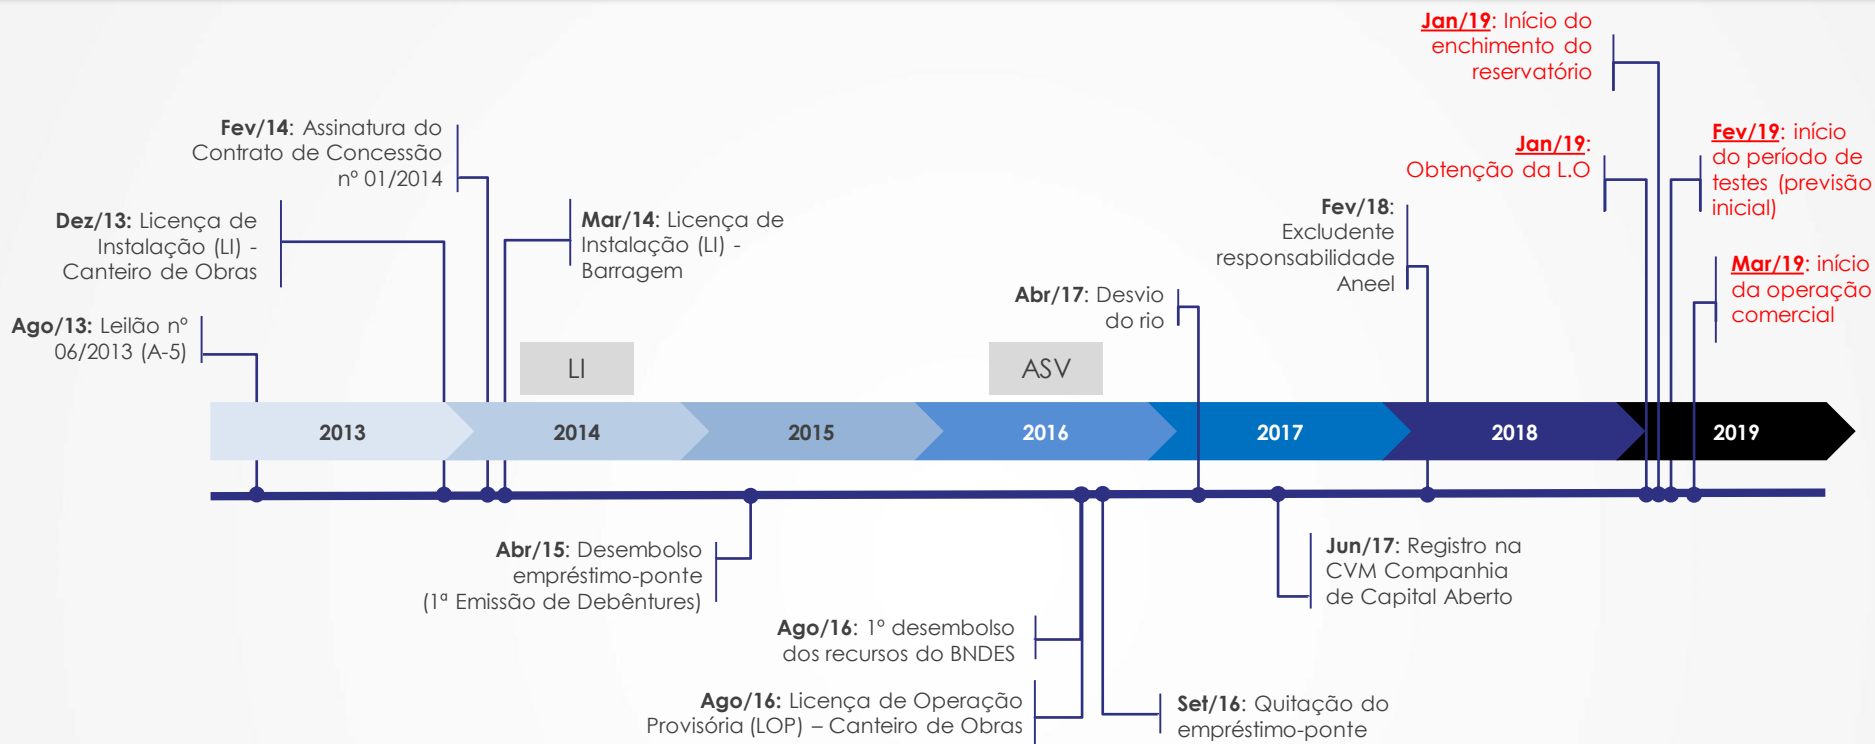 Jan/19: Início do
enchimento do
reservatório
Fev/14: Assinatura do
Contrato de Concessão
nº 01/2014
Jan/19:
Obtenção da L.O
Fev/19: início
do período de
testes (previsão
inicial)
Dez/13: Licença de
Instalação (LI) -
Canteiro de Obras
Mar/14: Licença de
Instalação (LI) -
Barragem
Fev/18:
Excludente
responsabilidade
Aneel
Mar/19: início
da operação
comercial
Abr/17: Desvio
do rio
Ago/13: Leilão nº
06/2013 (A-5)
LI
ASV
2013
2014
2015
2016
2017
2018
2019
Abr/15: Desembolso
empréstimo-ponte
(1ª Emissão de Debêntures)
Jun/17: Registro na
CVM Companhia
de Capital Aberto
Ago/16: 1º desembolso
dos recursos do BNDES
Ago/16: Licença de Operação
Provisória (LOP) – Canteiro de Obras
Set/16: Quitação do
empréstimo-ponte